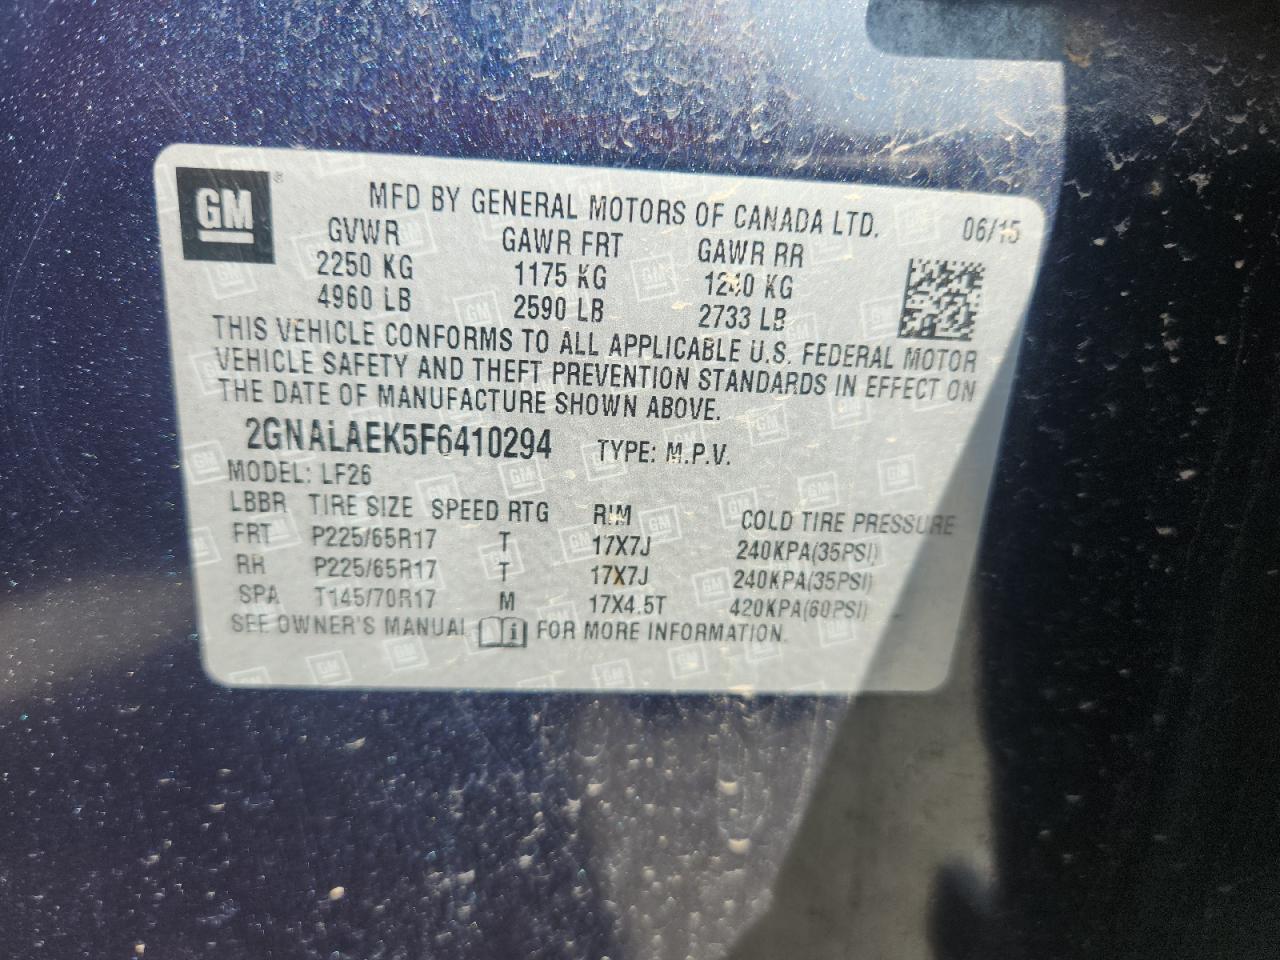 GM ®
MFD BY GENERAL MOTORS OF CANADA LTD. 06/15
GVWR GAWR FRT GAWR RR
2250 KG 1175 KG 1240 KG
4960 LB 2590 LB 2733 LB
THIS VEHICLE CONFORMS TO ALL APPLICABLE U.S. FEDERAL MOTOR
VEHICLE SAFETY AND THEFT PREVENTION STANDARDS IN EFFECT ON
THE DATE OF MANUFACTURE SHOWN ABOVE.
2GNALAEK5F6410294 TYPE: M.P.V.
MODEL: LF26
LBBR TIRE SIZE SPEED RTG RIM COLD TIRE PRESSURE
FRT P225/65R17 T 17X7J 240KPA(35PSI)
RR P225/65R17 T 17X7J 240KPA(35PSI)
SPA T145/70R17 M 17X4.5T 420KPA(60PSI)
SEE OWNER'S MANUAL i FOR MORE INFORMATION.